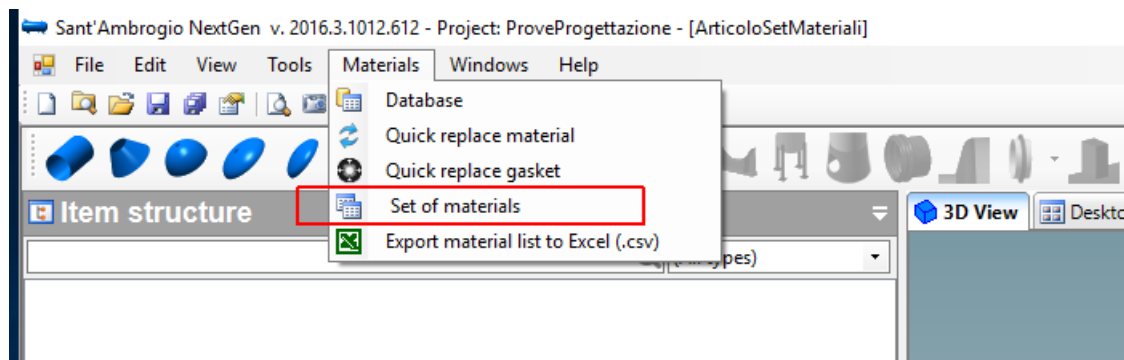 Sant'Ambrogio NextGen v. 2016.3.1012.612 - Project: ProveProgettazione - [ArticoloSetMateriali]
File Edit View Tools Materials Windows Help
Database
Quick replace material
Quick replace gasket
Set of materials
Export material list to Excel (.csv)
Item structure
3D View